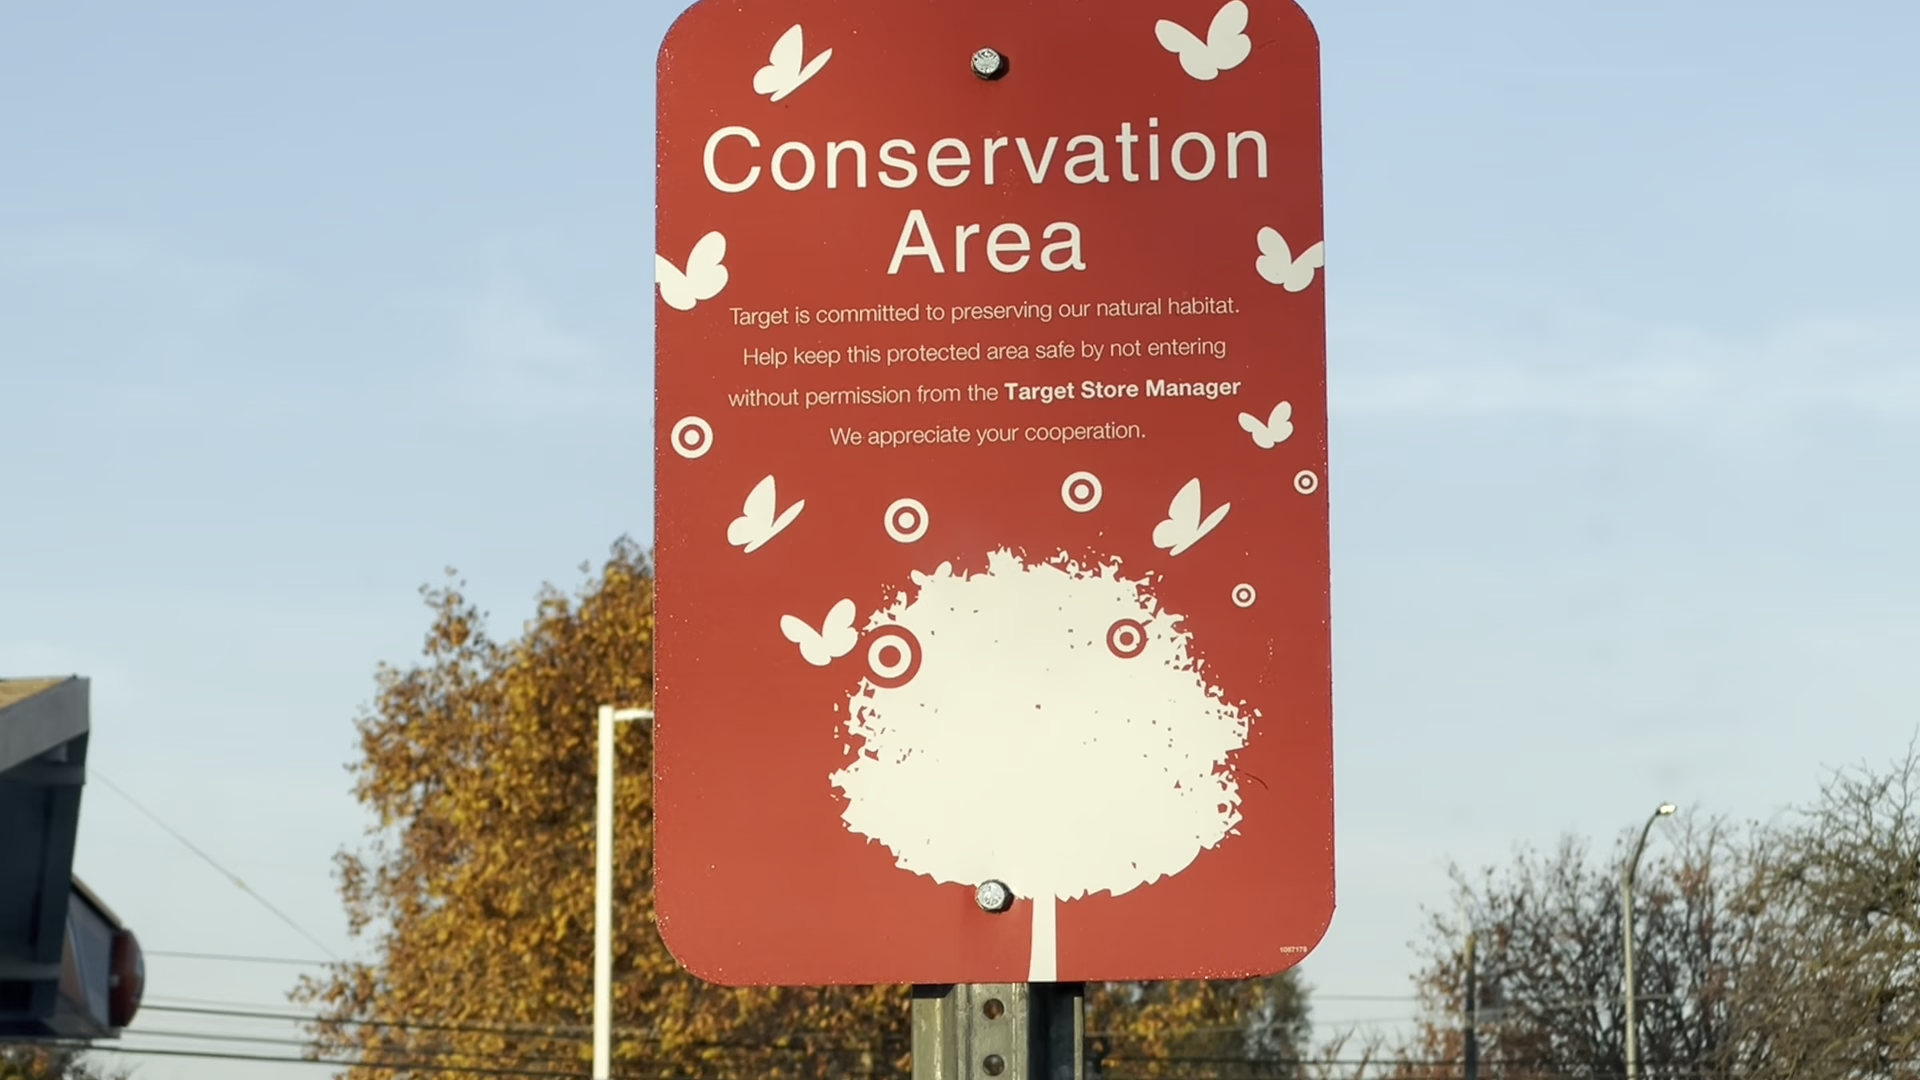 Conservation
Area
Target is committed to preserving our natural habitat.
Help keep this protected area safe by not entering
without permission from the Target Store Manager
We appreciate your cooperation.